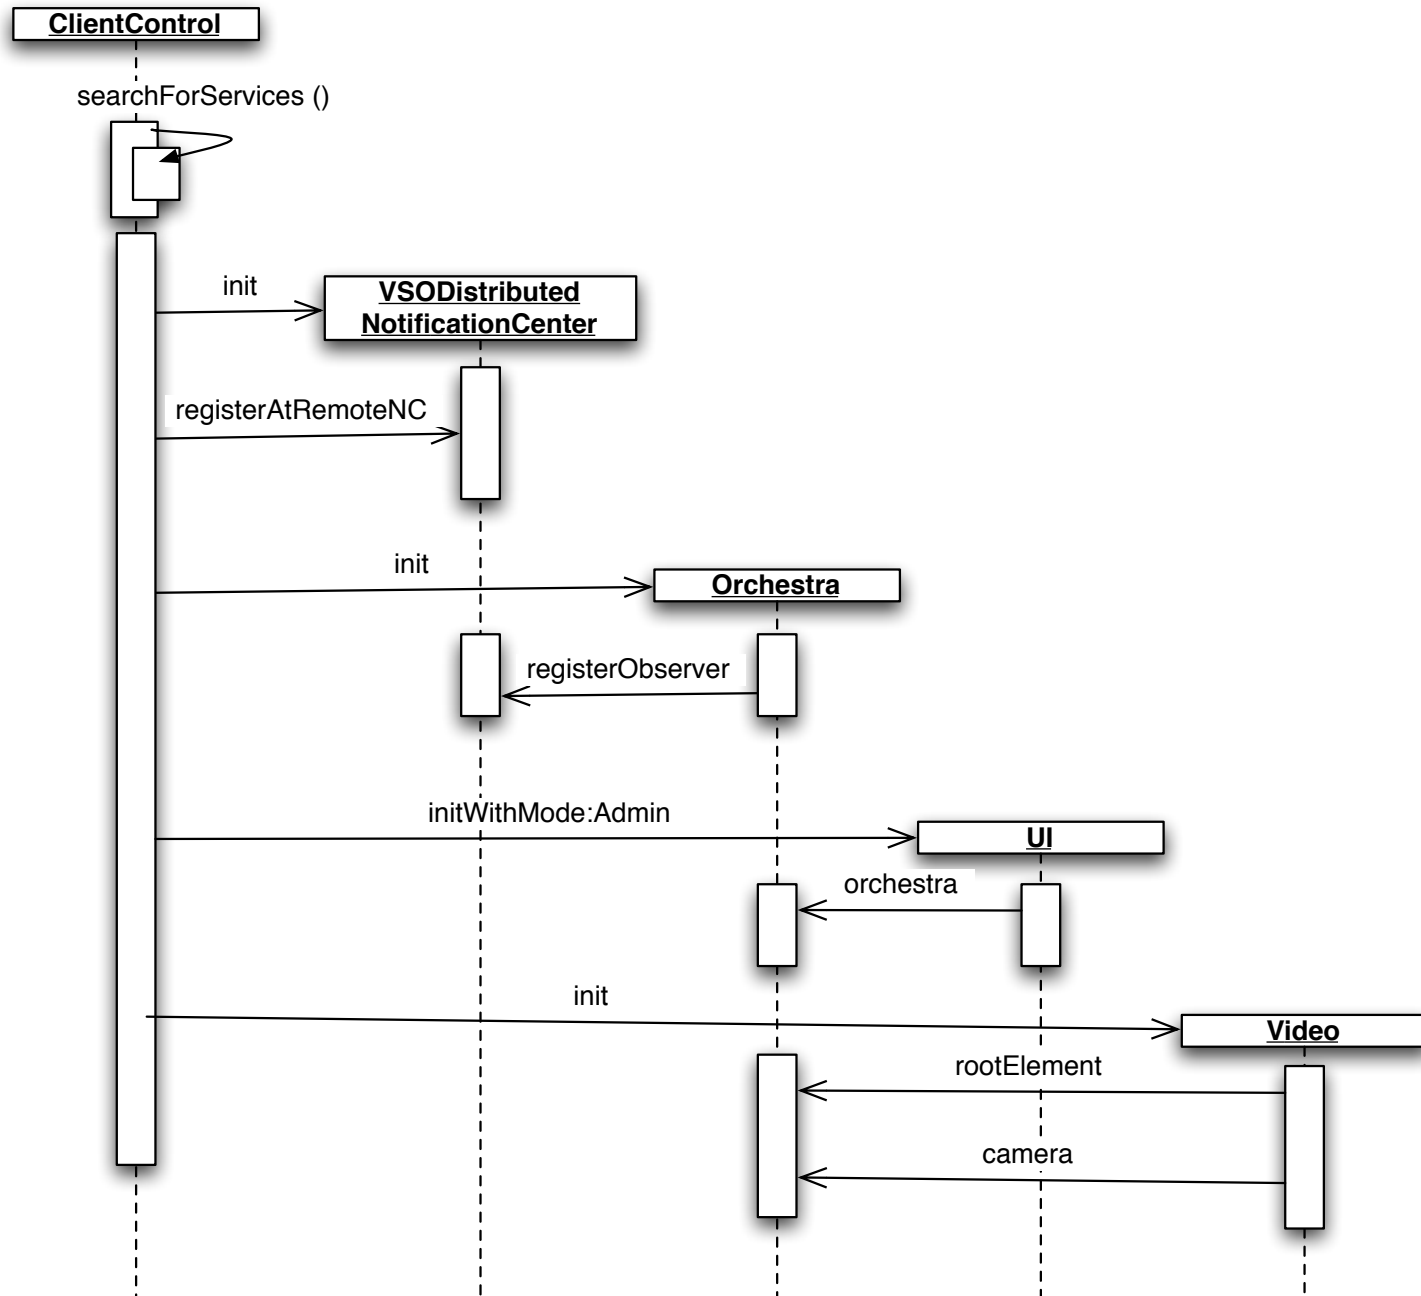 ClientControl
searchForServices ()
init
VSODistributed
NotificationCenter
registerAtRemoteNC
init
Orchestra
registerObserver
initWithMode:Admin
UI
orchestra
init
Video
rootElement
camera